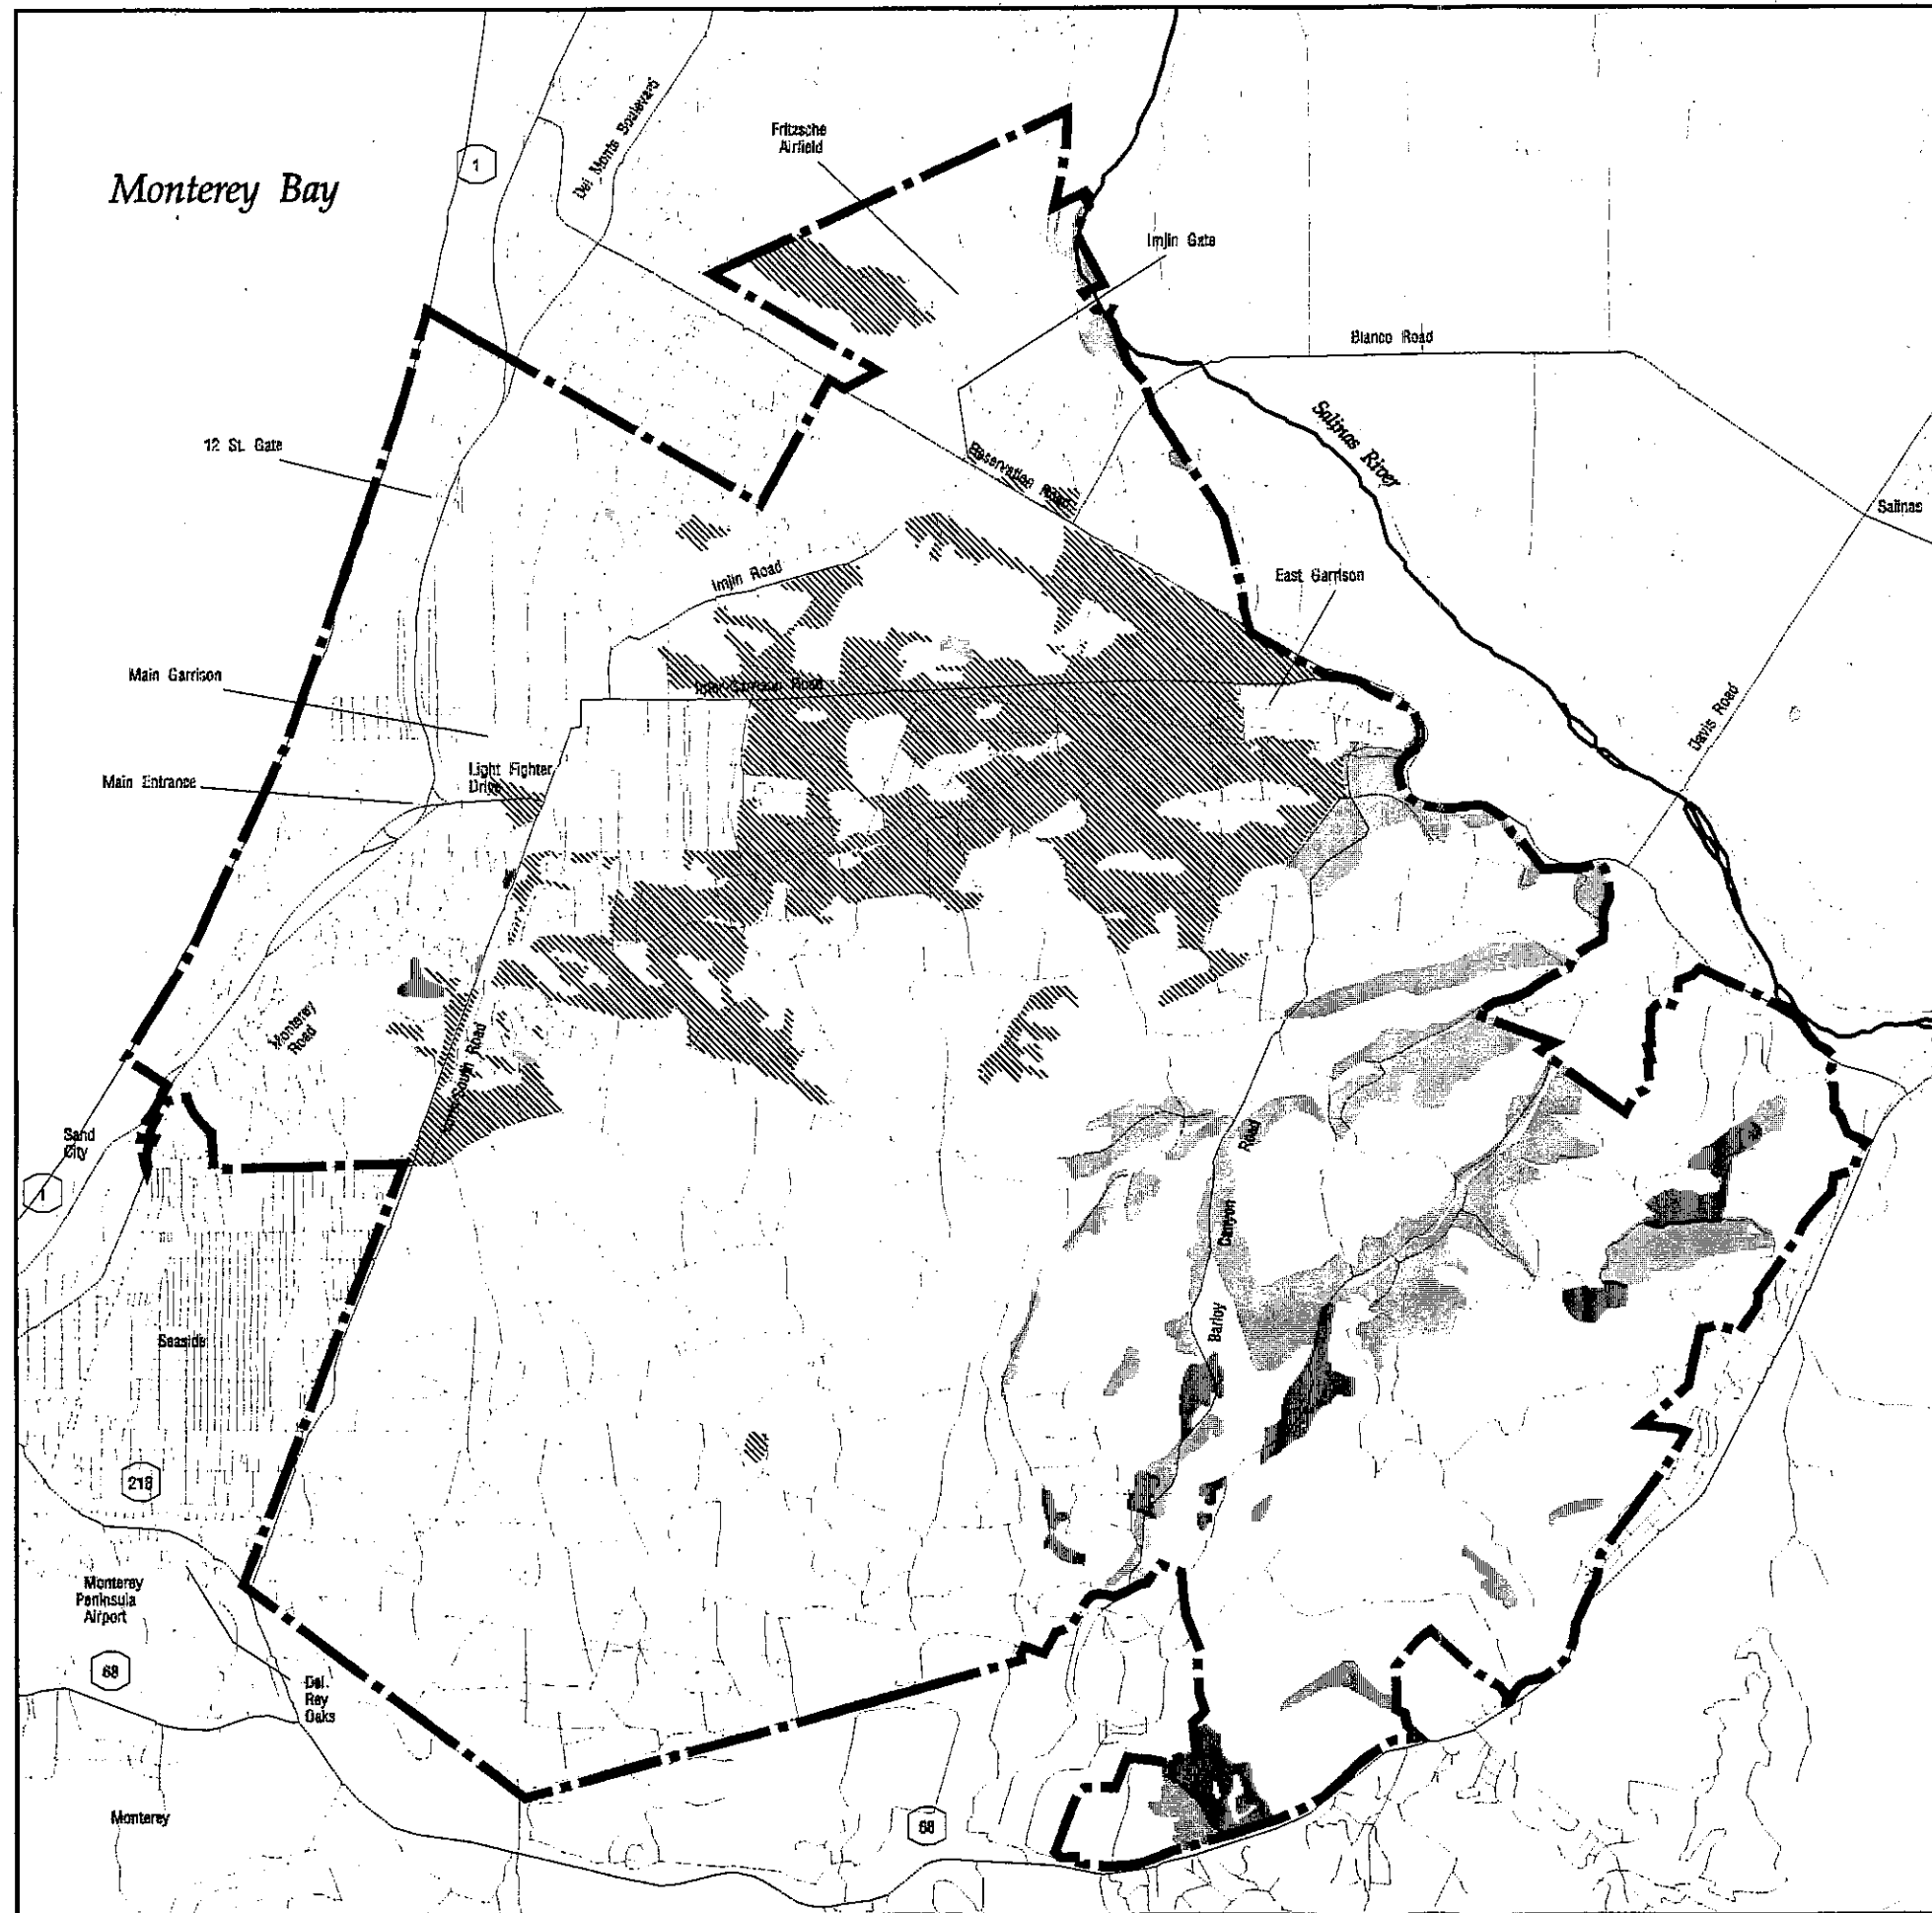 Monterey Bay
1
Del Monte Boulevard
Fritzsche
Airfield
Imjin Gate
Blanco Road
Salinas River
12 St. Gate
Reservation Road
Salinas
Imjin Road
East Garrison
Main Garrison
Inter-Garrison Road
Davis Road
Light Fighter
Drive
Main Entrance
Monterey
Road
North-South Road
Sand
City
1
Barloy Canyon Road
Seaside
218
Monterey
Peninsula
Airport
68
Del
Rey
Oaks
Monterey
68